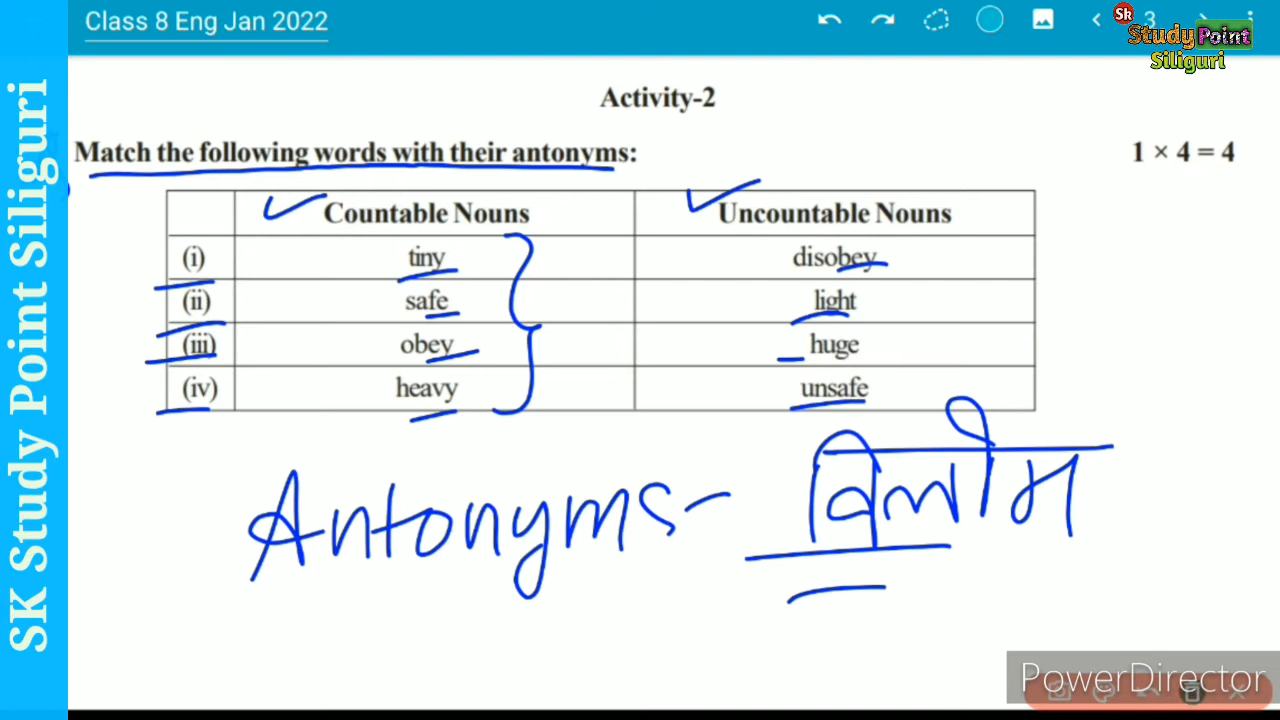 Class 8 Eng Jan 2022
3
Sk
Study Point
Siliguri
SK Study Point Siliguri
Activity-2
Match the following words with their antonyms: 1 × 4 = 4
Countable Nouns Uncountable Nouns
(i) tiny disobey
(ii) safe light
(iii) obey huge
(iv) heavy unsafe
Antonyms- विलोम
PowerDirector